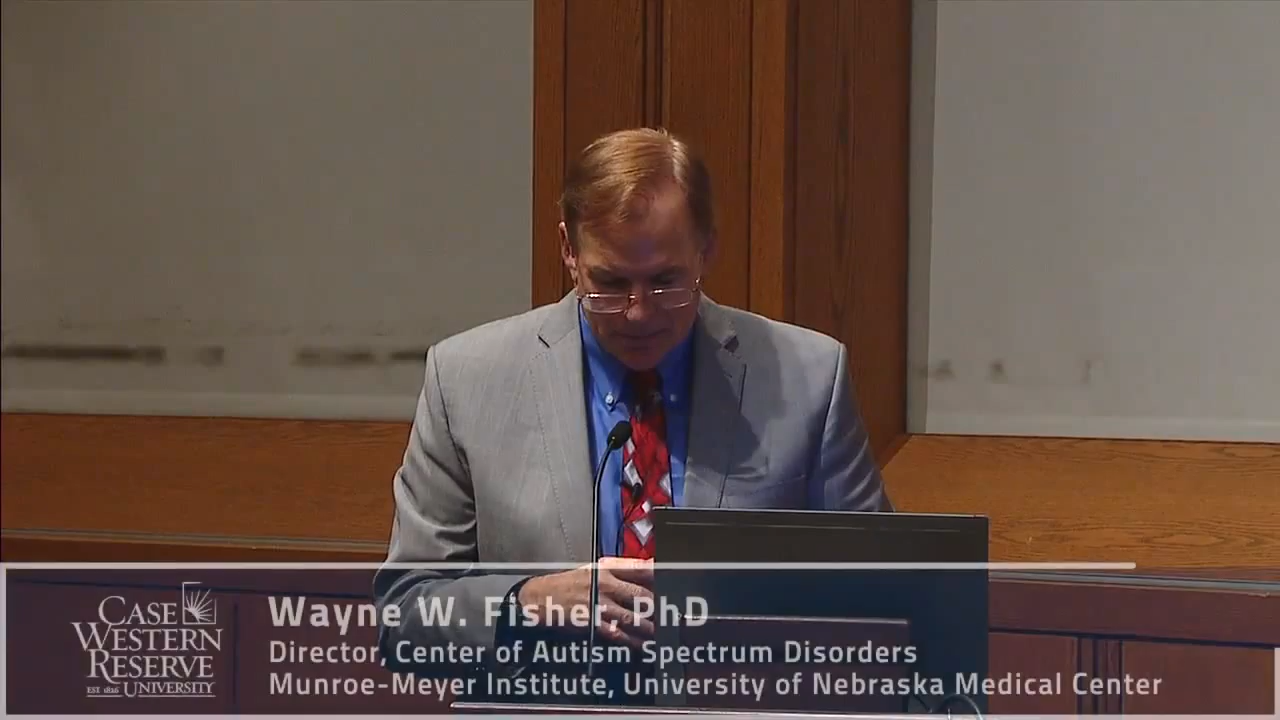 CASE
WESTERN
RESERVE
EST. 1826 UNIVERSITY
Wayne W. Fisher, PhD
Director, Center of Autism Spectrum Disorders
Munroe-Meyer Institute, University of Nebraska Medical Center